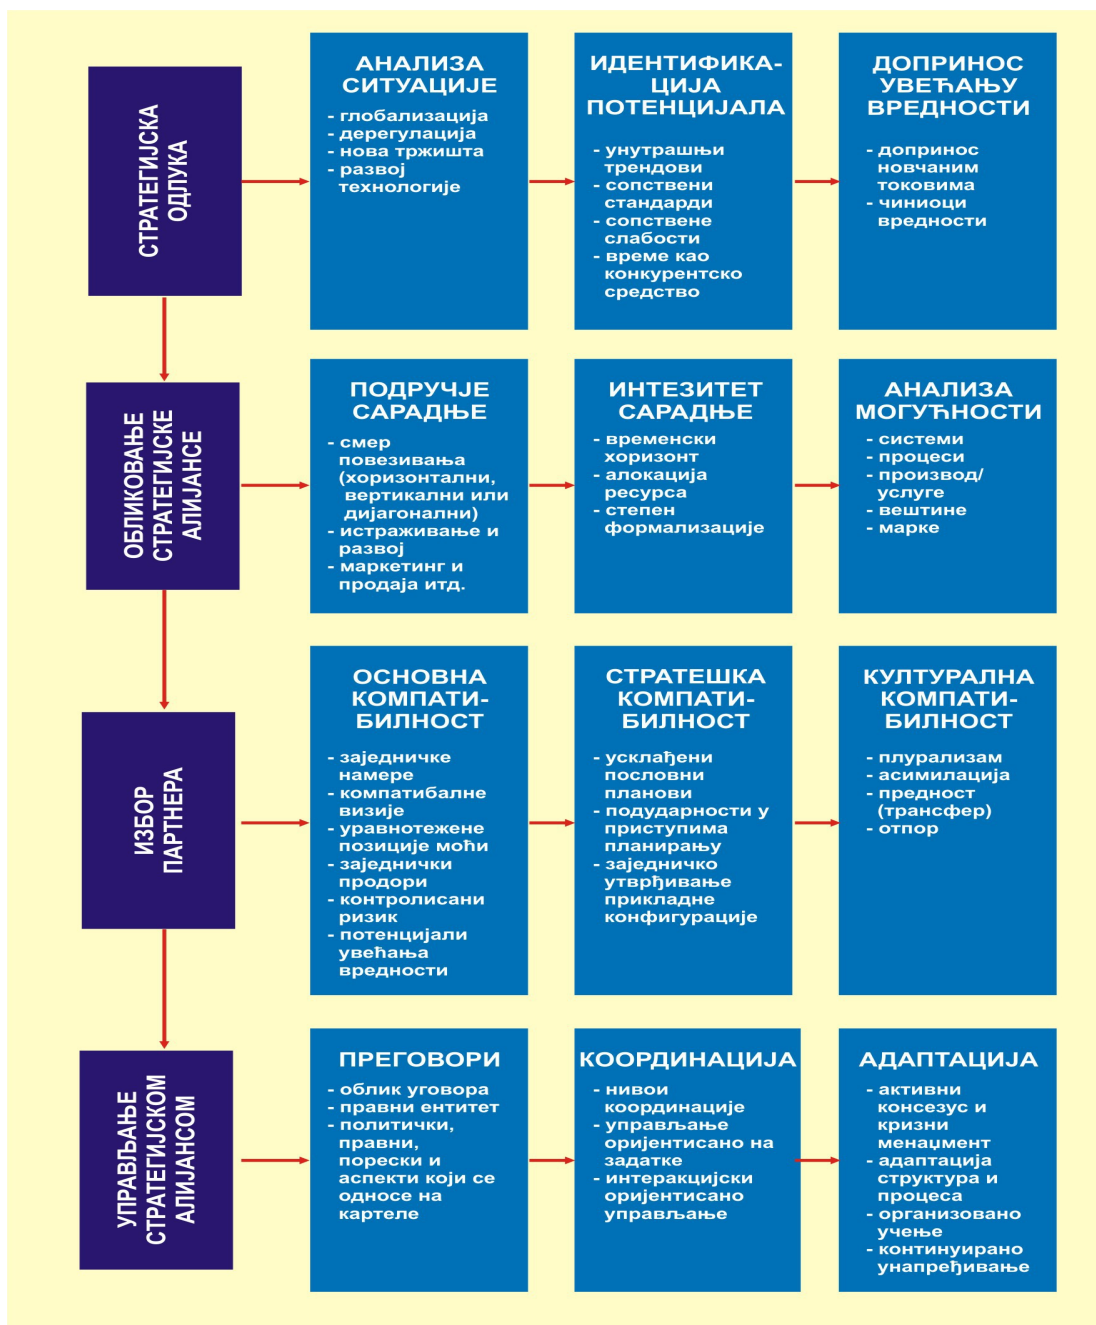 СТРАТЕГИЈСКА
ОДЛУКА
АНАЛИЗА
СИТУАЦИЈЕ
- глобализација
- дерегулација
- нова тржишта
- развој
технологије
ИДЕНТИФИКА-
ЦИЈА
ПОТЕНЦИЈАЛА
- унутрашњи
трендови
- сопствени
стандарди
- сопствене
слабости
- време као
конкурентско
средство
ДОПРИНОС
УВЕЋАЊУ
ВРЕДНОСТИ
- допринос
новчаним
токовима
- чиниоци
вредности
ОБЛИКОВАЊЕ
СТРАТЕГИЈСКЕ
АЛИЈАНСЕ
ПОДРУЧЈЕ
САРАДЊЕ
- смер
повезивања
(хоризонтални,
вертикални или
дијагонални)
- истраживање и
развој
- маркетинг и
продаја итд.
ИНТЕЗИТЕТ
САРАДЊЕ
- временски
хоризонт
- алокација
ресурса
- степен
формализације
АНАЛИЗА
МОГУЋНОСТИ
- системи
- процеси
- производ/
услуге
- вештине
- марке
ИЗБОР
ПАРТНЕРА
ОСНОВНА
КОМПАТИ-
БИЛНОСТ
- заједничке
намере
- компатибалне
визије
- уравнотежене
позиције моћи
- заједнички
продори
- контролисани
ризик
- потенцијали
увећања
вредности
СТРАТЕШКА
КОМПАТИ-
БИЛНОСТ
- усклађени
пословни
планови
- подударности у
приступима
планирању
- заједничко
утврђивање
прикладне
конфигурације
КУЛТУРАЛНА
КОМПАТИ-
БИЛНОСТ
- плурализам
- асимилација
- предност
(трансфер)
- отпор
УПРАВЉАЊЕ
СТРАТЕГИЈСКОМ
АЛИЈАНСОМ
ПРЕГОВОРИ
- облик уговора
- правни ентитет
- политички,
правни,
порески и
аспекти који се
односе на
картеле
КООРДИНАЦИЈА
- нивои
координације
- управљање
оријентисано на
задатке
- интеракцијски
оријентисано
управљање
АДАПТАЦИЈА
- активни
консезус и
кризни
менаџмент
- адаптација
структура и
процеса
- организовано
учење
- континуирано
унапређивање